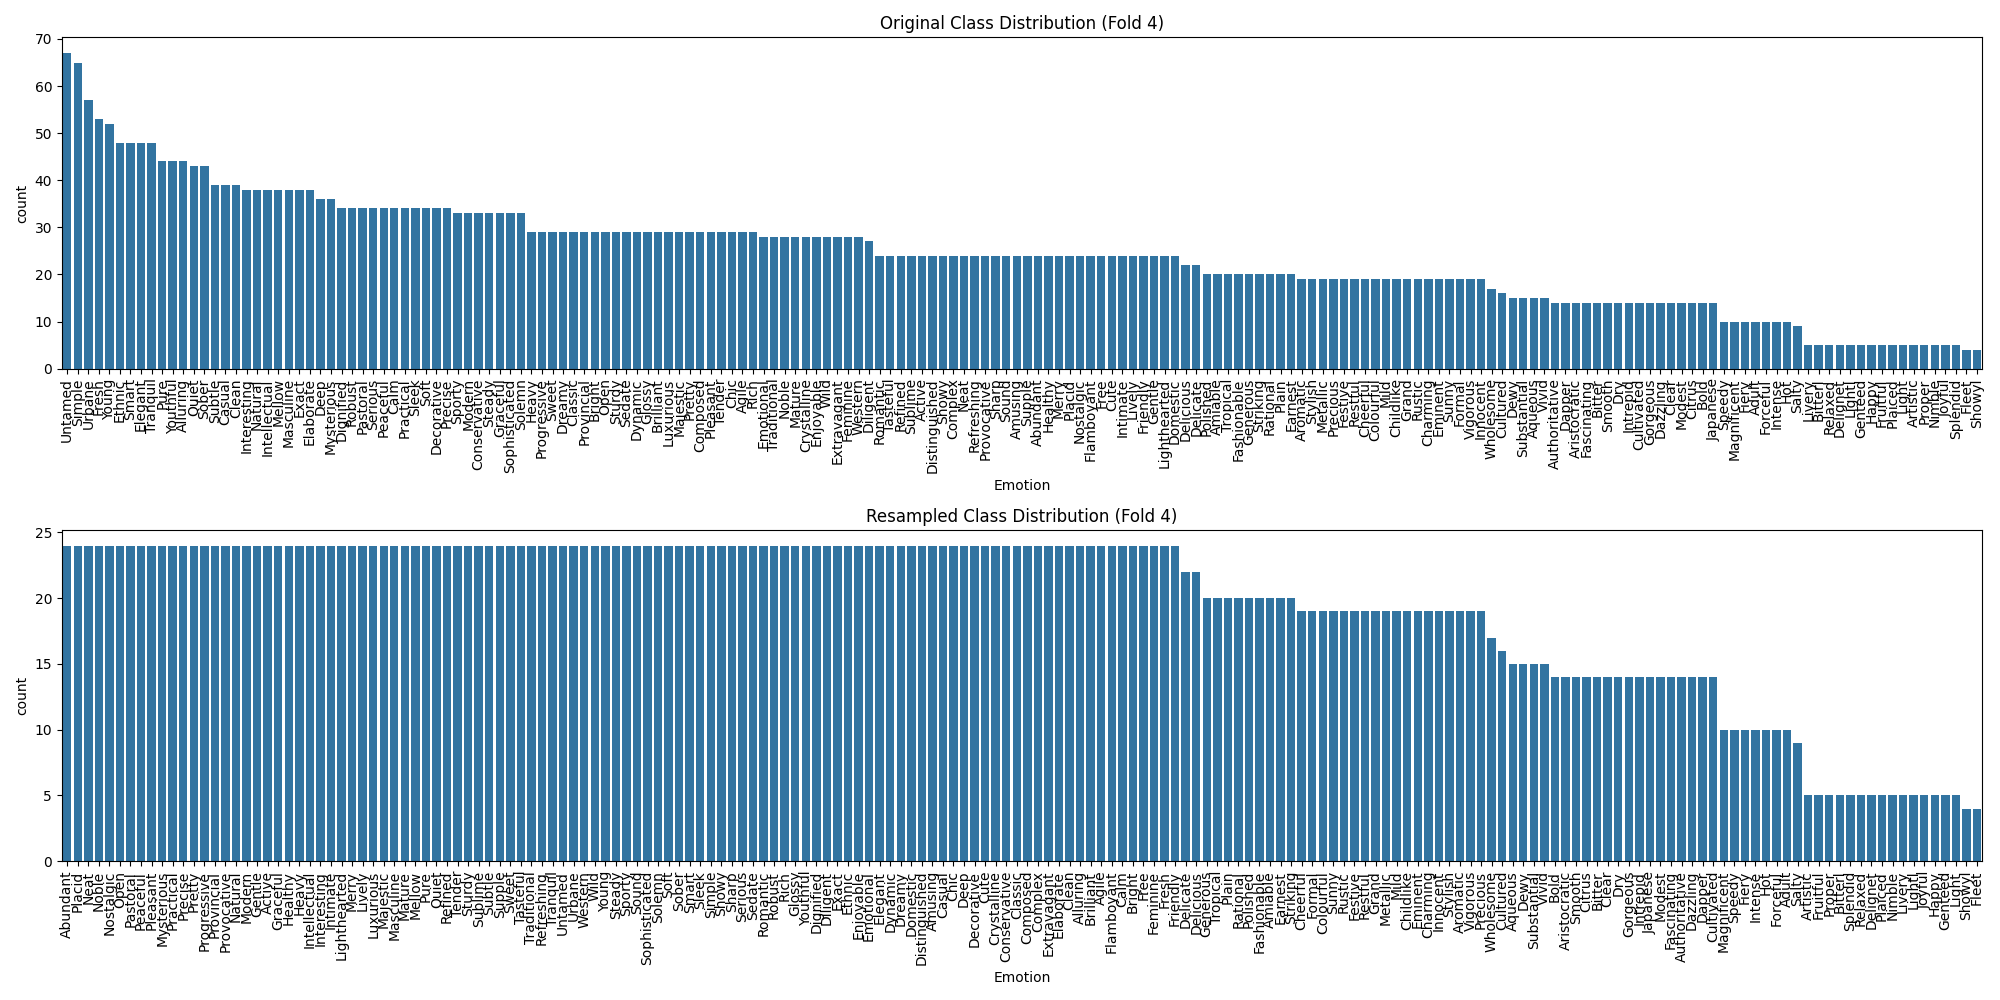 Original Class Distribution (Fold 4)
70
60
50
40
30
20
10
0
count
Untamed Simple Urbane Fresh Young Ethnic Smart Elegant Tranquil Pure Youthful Alluring Quiet Sober Subtle Casual Clean Interesting Natural Intellectual Mellow Masculine Exact Elaborate Deep Mysterious Dignified Robust Pastoral Serious Peaceful Calm Practical Sleek Soft Decorative Precise Sporty Modern Conservative Steady Graceful Sophisticated Solemn Heavy Progressive Sweet Dreamy Classic Provincial Bright Open Sturdy Sedate Dynamic Glossy Brilliant Luxurious Majestic Pretty Composed Pleasant Tender Chic Agile Rich Emotional Traditional Noble Mature Crystalline Enjoyable Wild Extravagant Feminine Western Diligent Romantic Tasteful Refined Sublime Active Distinguished Showy Complex Neat Refreshing Provocative Sharp Sound Amusing Supple Abundant Healthy Merry Placid Nostalgic Flamboyant Free Cute Intimate Lively Friendly Gentle Lighthearted Domestic Delicious Delicate Polished Amiable Tropical Fashionable Generous Striking Rational Plain Earnest Aromatic Stylish Metallic Precious Festive Restful Cheerful Colourful Mild Childlike Grand Rustic Charming Eminent Sunny Formal Vigorous Innocent Wholesome Cultured Dewy Substantial Aqueous Vivid Authoritative Dapper Aristocratic Fascinating Bitter Smooth Dry Intrepid Cultivated Gorgeous Dazzling Clear Modest Citrus Bold Japanese Speedy Magnificent Fiery Adult Forceful Intense Hot Salty Livery Bitterl Relaxed Delignet Lightl Genteed Happy Fruitful Placed Light Artistic Proper Nimble Joyful Splendid Fleet Showyl
Emotion
Resampled Class Distribution (Fold 4)
25
20
15
10
5
0
count
Abundant Placid Neat Noble Nostalgic Open Pastoral Peaceful Pleasant Mysterious Practical Precise Pretty Progressive Provincial Provocative Natural Modern Gentle Active Graceful Healthy Heavy Intellectual Interesting Intimate Lighthearted Merry Lively Luxurious Majestic Masculine Mature Mellow Pure Quiet Refined Tender Sturdy Sublime Subtle Supple Sweet Tasteful Traditional Refreshing Tranquil Untamed Urbane Western Wild Young Steady Sporty Sound Sophisticated Solemn Soft Sober Smart Sleek Simple Showy Sharp Serious Sedate Romantic Robust Rich Glossy Youthful Dignified Diligent Exact Ethnic Enjoyable Emotional Elegant Dynamic Dreamy Domestic Distinguished Amusing Casual Chic Deep Decorative Cute Crystalline Conservative Classic Composed Complex Extravagant Elaborate Clean Alluring Brilliant Agile Flamboyant Calm Bright Free Feminine Fresh Friendly Delicate Delicious Generous Tropical Plain Rational Polished Fashionable Amiable Earnest Striking Cheerful Formal Colourful Sunny Rustic Festive Restful Grand Metallic Mild Childlike Charming Eminent Innocent Stylish Aromatic Vigorous Precious Wholesome Cultured Aqueous Dewy Substantial Vivid Bold Aristocratic Smooth Citrus Bitter Clear Dry Gorgeous Intrepid Japanese Modest Fascinating Authoritative Dazzling Dapper Cultivated Magnificent Speedy Fiery Intense Hot Forceful Adult Salty Artistic Fruitful Proper Bitterl Splendid Relaxed Delignet Placed Nimble Livery Lightl Joyful Happy Genteed Light Showyl Fleet
Emotion